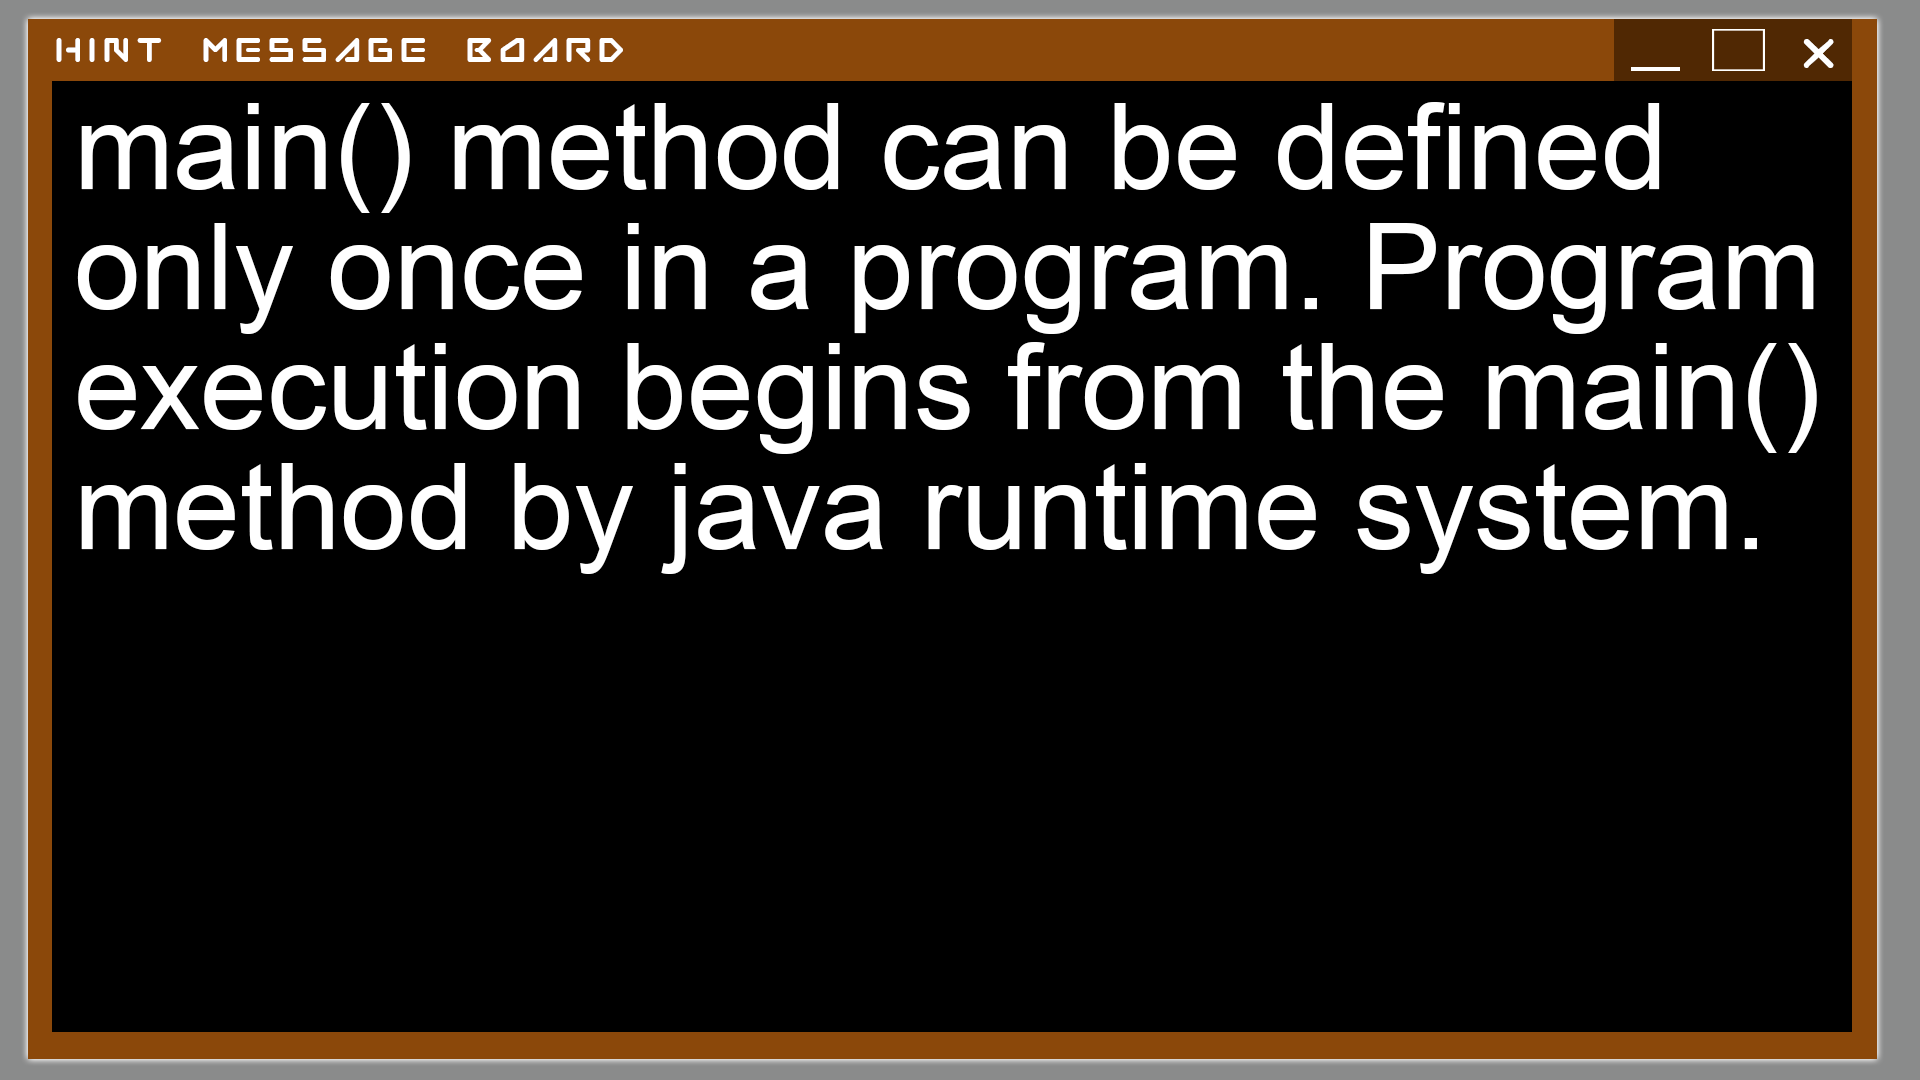 HINT MESSAGE BOARD
main() method can be defined
only once in a program. Program
execution begins from the main()
method by java runtime system.